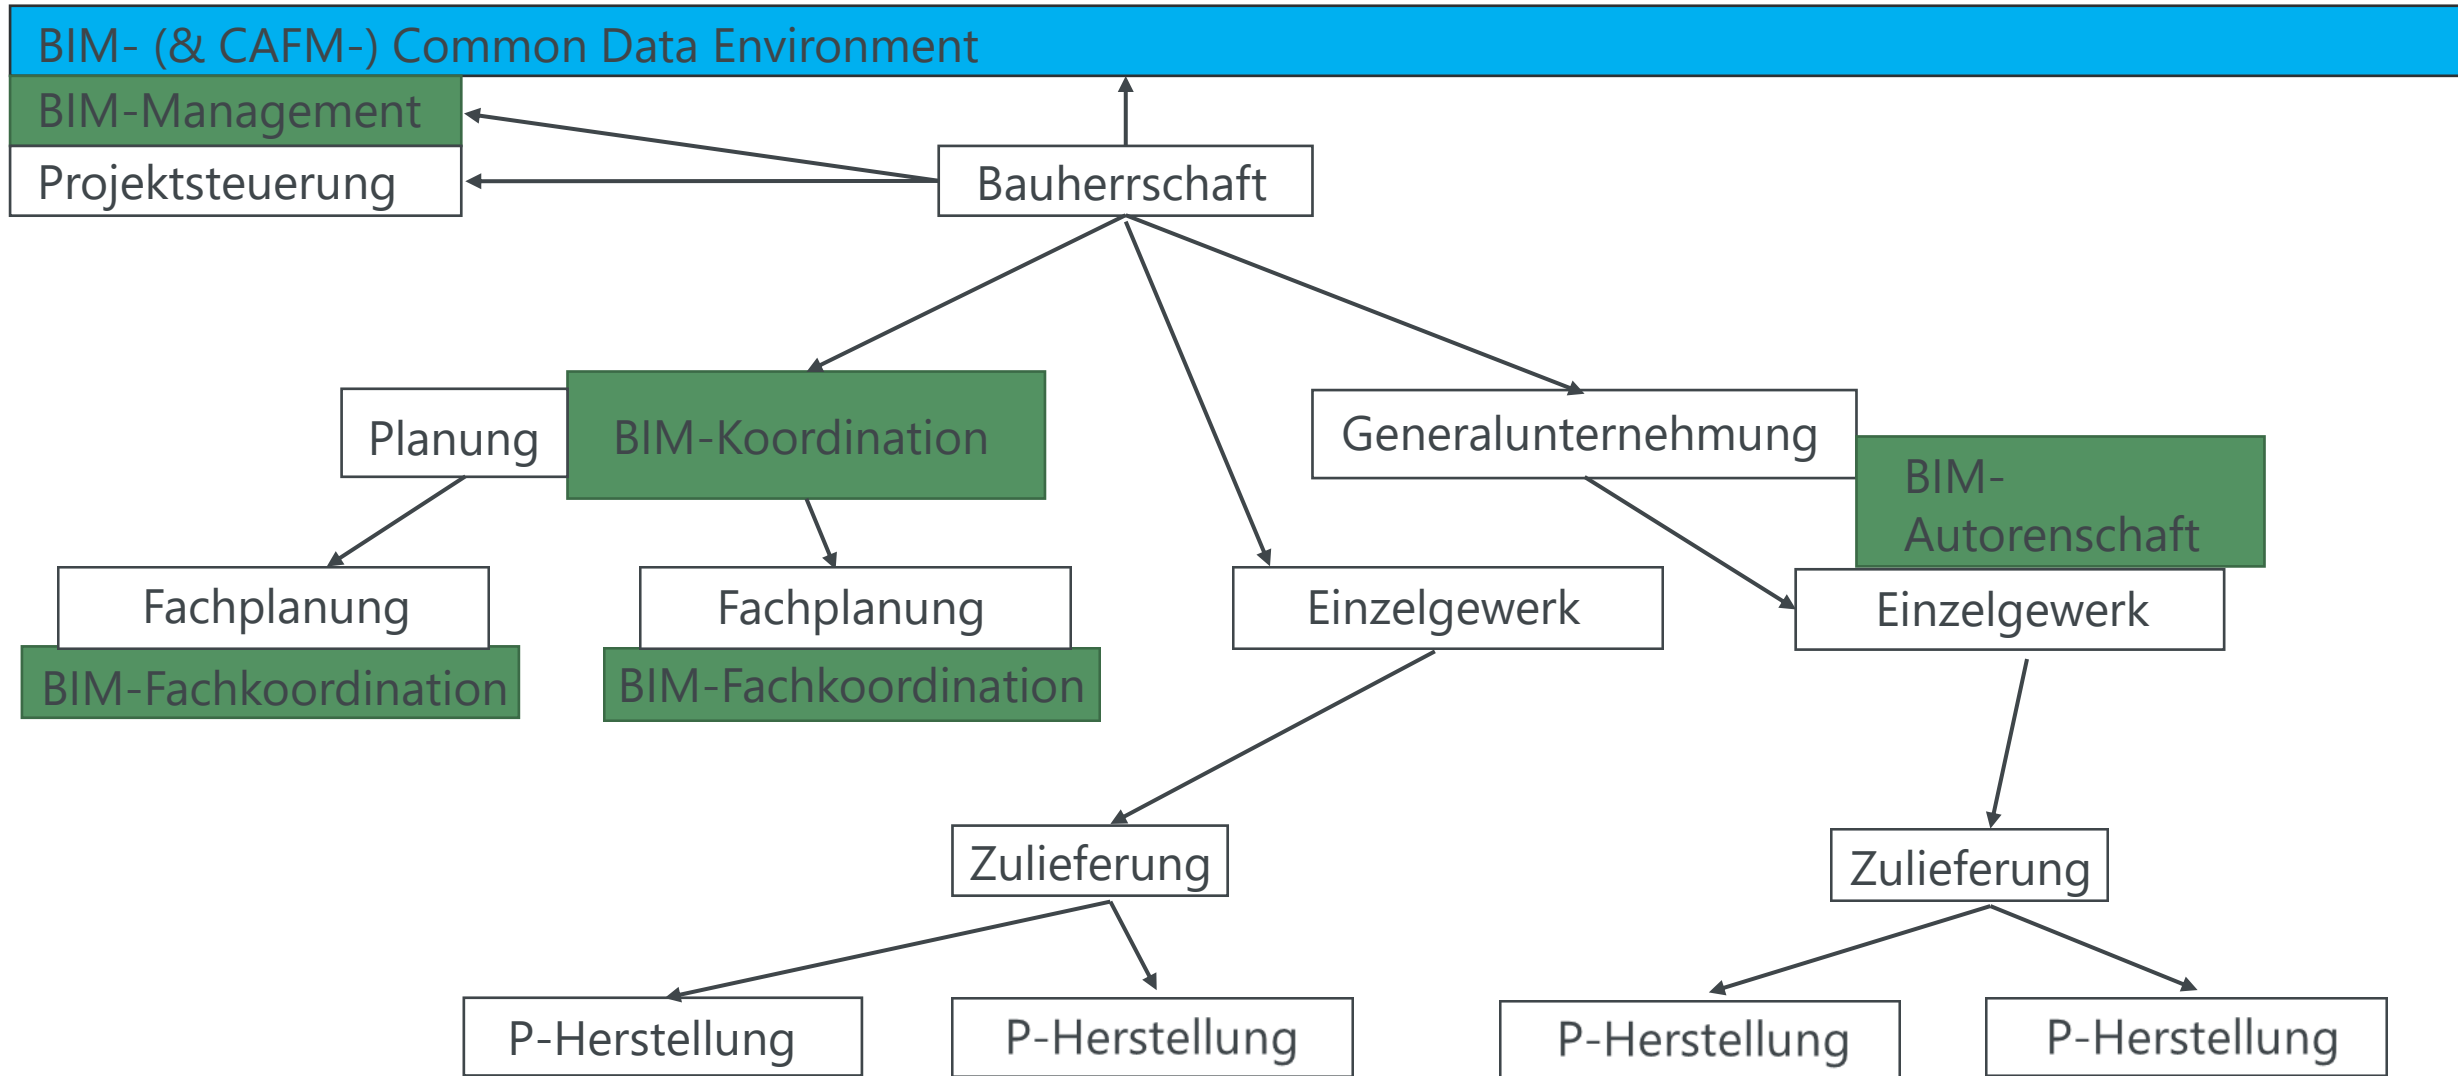 BIM- (& CAFM-) Common Data Environment
BIM-Management
Projektsteuerung
Bauherrschaft
Planung
BIM-Koordination
Generalunternehmung
BIM-
Autorenschaft
Fachplanung
Fachplanung
Einzelgewerk
Einzelgewerk
BIM-Fachkoordination
BIM-Fachkoordination
Zulieferung
Zulieferung
P-Herstellung
P-Herstellung
P-Herstellung
P-Herstellung